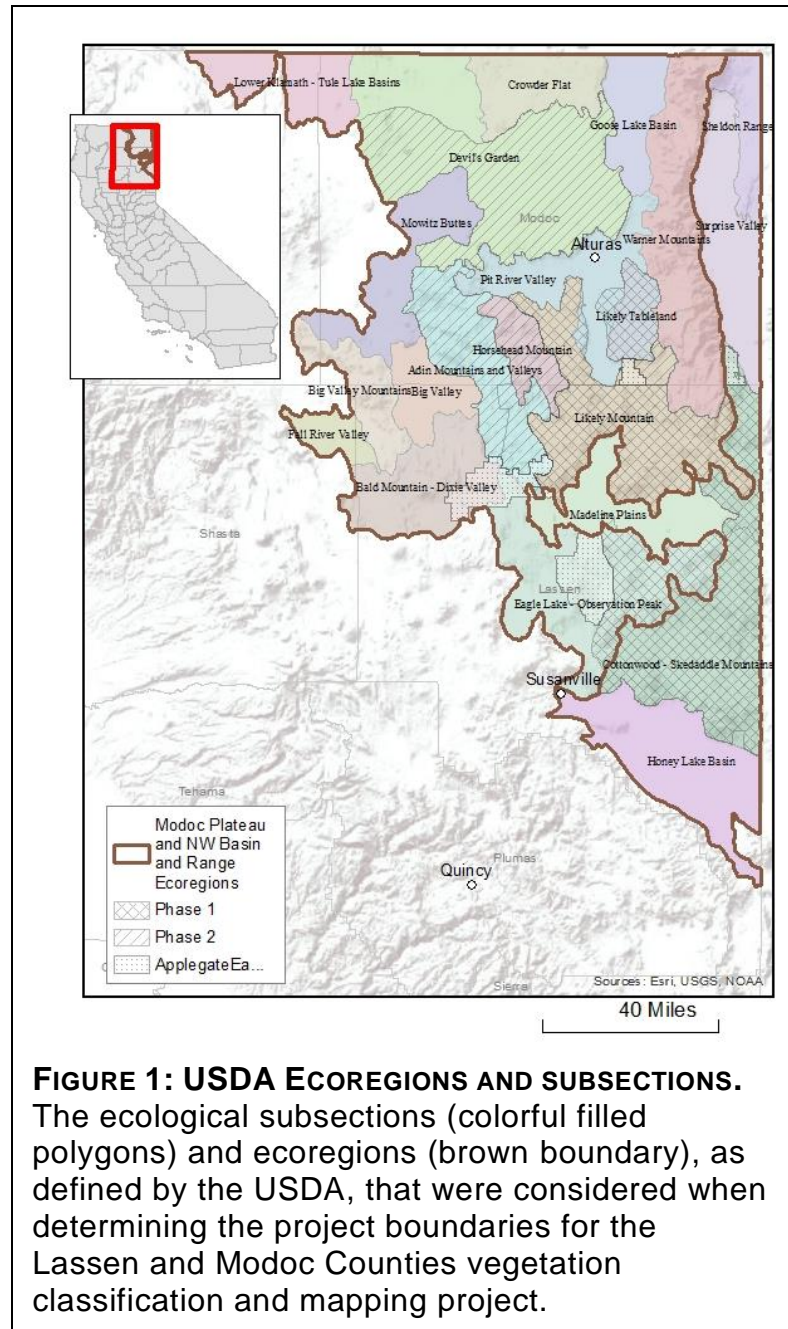 Lower Klamath - Tule Lake Basins
Crowder Flat
Goose Lake Basin
Sheldon Range
Devil's Garden
Mowitz Buttes
Modoc
Alturas
Warner Mountains
Surprise Valley
Pit River Valley
Likely Tableland
Horsehead Mountain
Adin Mountains and Valleys
Big Valley Mountains
Big Valley
Likely Mountain
Fall River Valley
Bald Mountain - Dixie Valley
Madeline Plains
Shasta
Lassen
Eagle Lake - Observation Peak
Cottonwood - Skedaddle Mountains
Susanville
Honey Lake Basin
Tehama
Plumas
Quincy
Modoc Plateau
and NW Basin
and Range
Ecoregions
Phase 1
Phase 2
ApplegateEa...
Sierra
Sources: Esri, USGS, NOAA
40 Miles
FIGURE 1: USDA ECOREGIONS AND SUBSECTIONS.
The ecological subsections (colorful filled
polygons) and ecoregions (brown boundary), as
defined by the USDA, that were considered when
determining the project boundaries for the
Lassen and Modoc Counties vegetation
classification and mapping project.